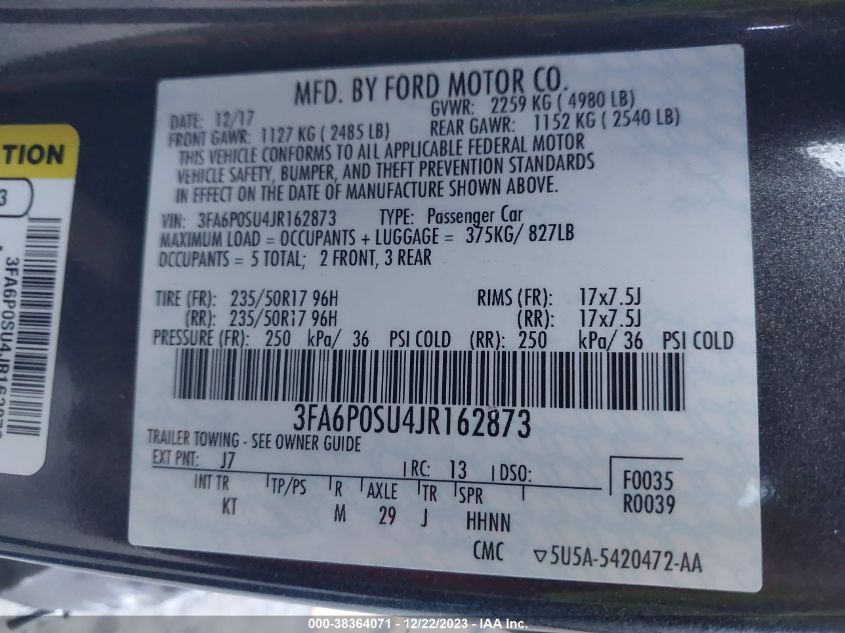 MFD. BY FORD MOTOR CO.
DATE: 12/17 GVWR: 2259 KG ( 4980 LB)
FRONT GAWR: 1127 KG ( 2485 LB) REAR GAWR: 1152 KG ( 2540 LB)
THIS VEHICLE CONFORMS TO ALL APPLICABLE FEDERAL MOTOR
VEHICLE SAFETY, BUMPER, AND THEFT PREVENTION STANDARDS
IN EFFECT ON THE DATE OF MANUFACTURE SHOWN ABOVE.
VIN: 3FA6P0SU4JR162873 TYPE: Passenger Car
MAXIMUM LOAD = OCCUPANTS + LUGGAGE = 375KG/ 827LB
OCCUPANTS = 5 TOTAL; 2 FRONT, 3 REAR
TIRE (FR): 235/50R17 96H RIMS (FR): 17x7.5J
(RR): 235/50R17 96H (RR): 17x7.5J
PRESSURE (FR): 250 kPa/ 36 PSI COLD (RR): 250 kPa/ 36 PSI COLD
3FA6P0SU4JR162873
TRAILER TOWING - SEE OWNER GUIDE
EXT PNT: J7 RC: 13 DSO: F0035
INT TR TP/PS R AXLE TR SPR R0039
KT M 29 J HHNN
CMC ▽5U5A-5420472-AA
TION
3
3FA6P0SU4JR162873
000-38364071 - 12/22/2023 - IAA Inc.